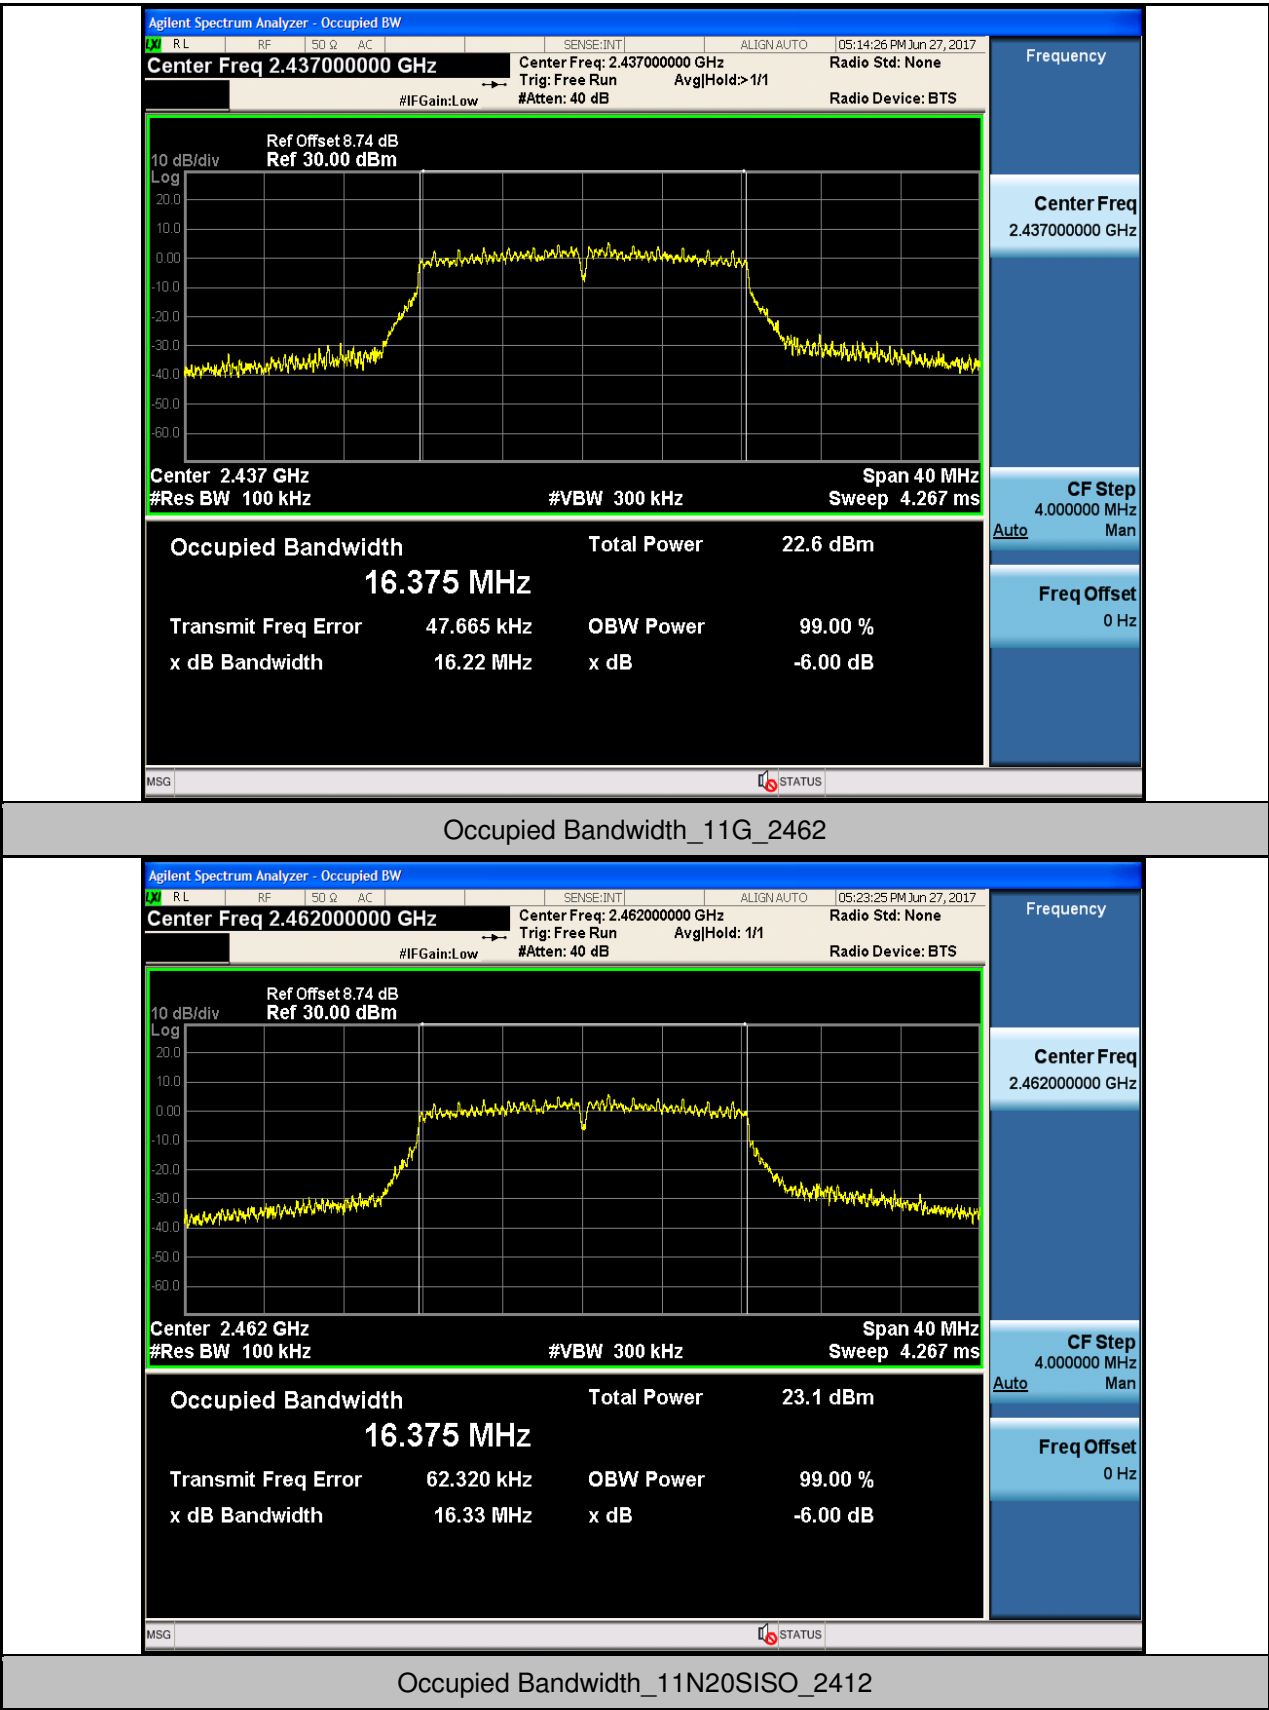 Agilent Spectrum Analyzer - Occupied BW
LXI RL RF 50 Ω AC SENSE:INT ALIGN AUTO 05:14:26 PM Jun 27, 2017
Center Freq 2.437000000 GHz
Center Freq: 2.437000000 GHz
Radio Std: None
Trig: Free Run Avg|Hold:>1/1
#IFGain:Low
#Atten: 40 dB
Radio Device: BTS
Frequency
Ref Offset 8.74 dB
10 dB/div Ref 30.00 dBm
Log
20.0
10.0
0.00
-10.0
-20.0
-30.0
-40.0
-50.0
-60.0
Center 2.437 GHz Span 40 MHz
#Res BW 100 kHz #VBW 300 kHz Sweep 4.267 ms
Center Freq
2.437000000 GHz
CF Step
4.000000 MHz
Auto Man
Freq Offset
0 Hz
Occupied Bandwidth Total Power 22.6 dBm
16.375 MHz
Transmit Freq Error 47.665 kHz OBW Power 99.00 %
x dB Bandwidth 16.22 MHz x dB -6.00 dB
MSG STATUS
Occupied Bandwidth_11G_2462
Agilent Spectrum Analyzer - Occupied BW
LXI RL RF 50 Ω AC SENSE:INT ALIGN AUTO 05:23:25 PM Jun 27, 2017
Center Freq 2.462000000 GHz
Center Freq: 2.462000000 GHz
Radio Std: None
Trig: Free Run Avg|Hold: 1/1
#IFGain:Low
#Atten: 40 dB
Radio Device: BTS
Frequency
Ref Offset 8.74 dB
10 dB/div Ref 30.00 dBm
Log
20.0
10.0
0.00
-10.0
-20.0
-30.0
-40.0
-50.0
-60.0
Center 2.462 GHz Span 40 MHz
#Res BW 100 kHz #VBW 300 kHz Sweep 4.267 ms
Center Freq
2.462000000 GHz
CF Step
4.000000 MHz
Auto Man
Freq Offset
0 Hz
Occupied Bandwidth Total Power 23.1 dBm
16.375 MHz
Transmit Freq Error 62.320 kHz OBW Power 99.00 %
x dB Bandwidth 16.33 MHz x dB -6.00 dB
MSG STATUS
Occupied Bandwidth_11N20SISO_2412